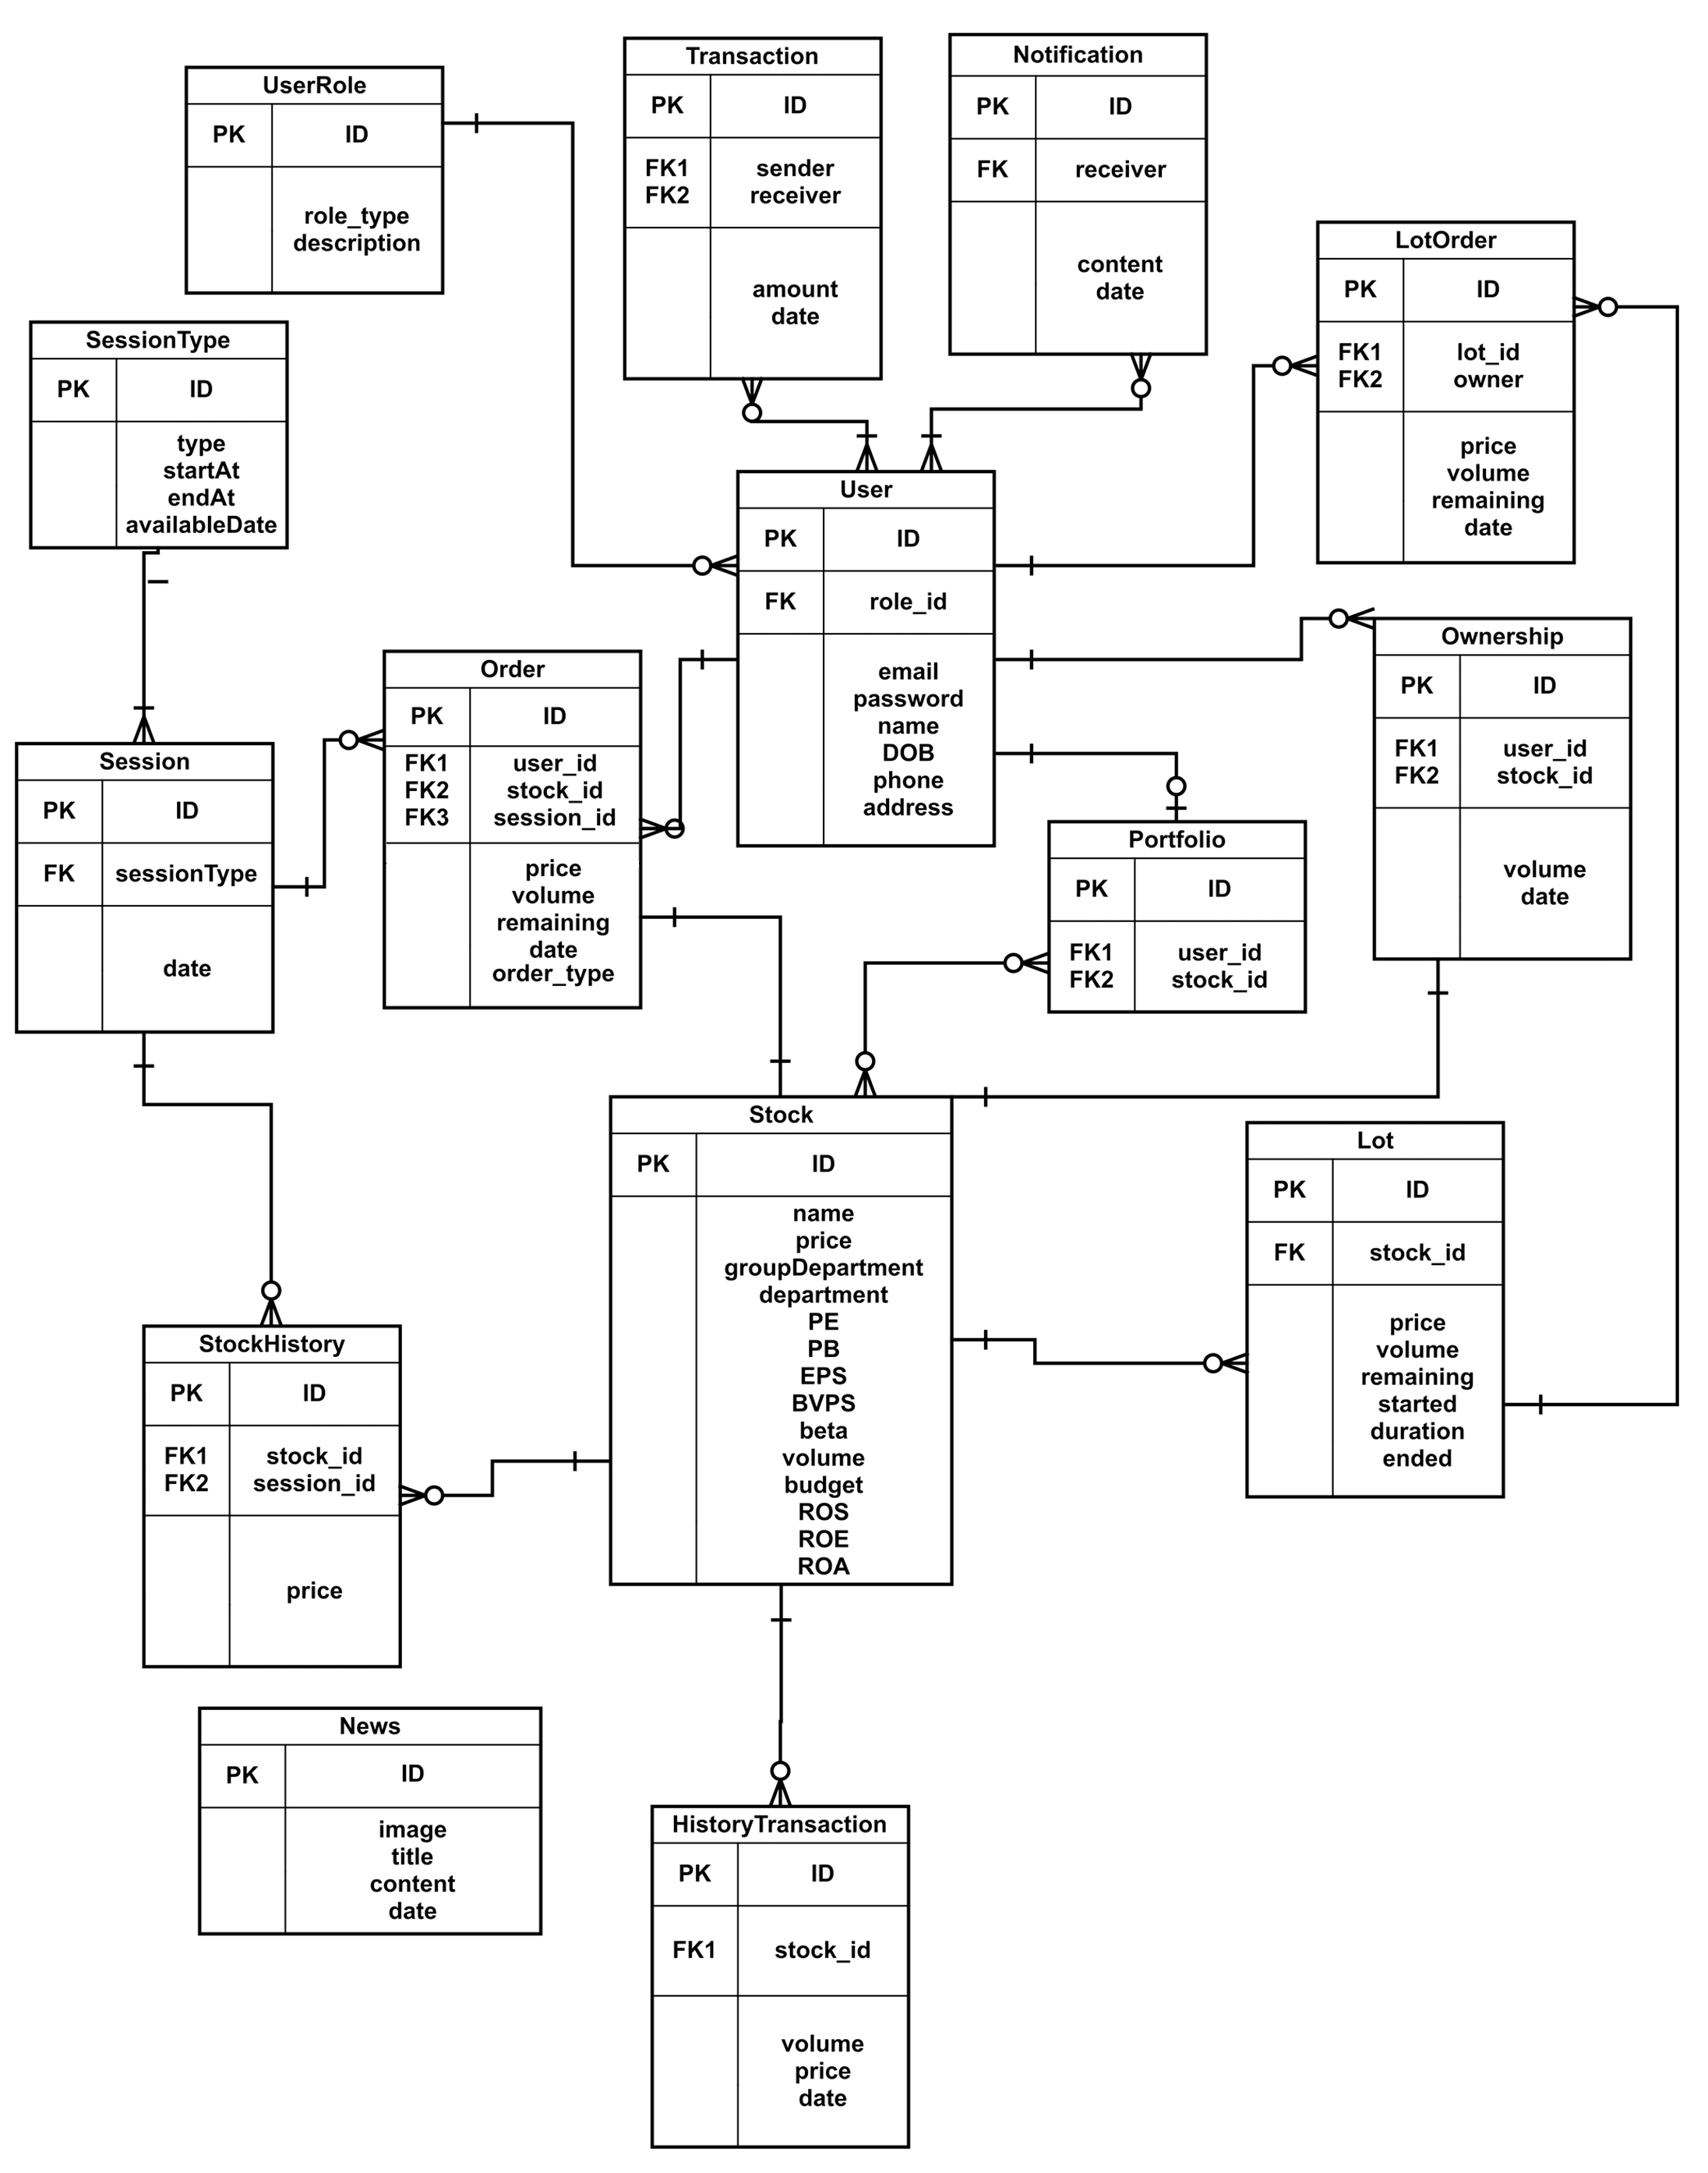 UserRole
PK ID
role_type
description
Transaction
PK ID
FK1 sender
FK2 receiver
amount
date
Notification
PK ID
FK receiver
content
date
LotOrder
PK ID
FK1 lot_id
FK2 owner
price
volume
remaining
date
SessionType
PK ID
type
startAt
endAt
availableDate
User
PK ID
FK role_id
email
password
name
DOB
phone
address
Ownership
PK ID
FK1 user_id
FK2 stock_id
volume
date
Order
PK ID
FK1 user_id
FK2 stock_id
FK3 session_id
price
volume
remaining
date
order_type
Session
PK ID
FK sessionType
date
Portfolio
PK ID
FK1 user_id
FK2 stock_id
Stock
PK ID
name
price
groupDepartment
department
PE
PB
EPS
BVPS
beta
volume
budget
ROS
ROE
ROA
Lot
PK ID
FK stock_id
price
volume
remaining
started
duration
ended
StockHistory
PK ID
FK1 stock_id
FK2 session_id
price
News
PK ID
image
title
content
date
HistoryTransaction
PK ID
FK1 stock_id
volume
price
date